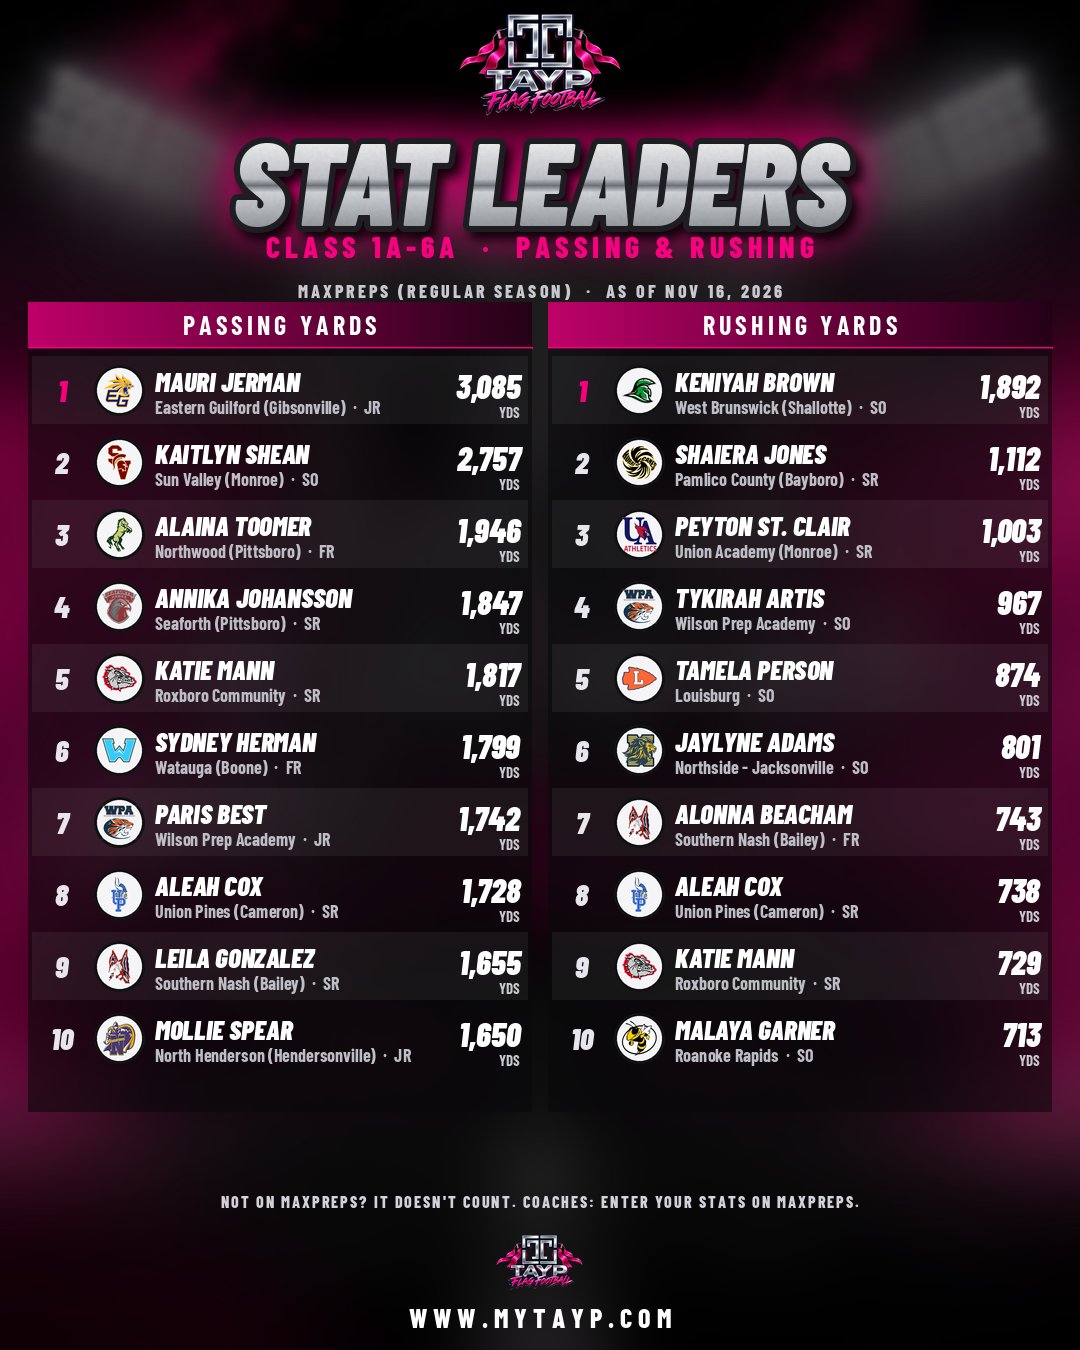 TAYP
FLAG FOOTBALL
STAT LEADERS
CLASS 1A-6A · PASSING & RUSHING
MAXPREPS (REGULAR SEASON) · AS OF NOV 16, 2026
PASSING YARDS
1
EG
MAURI JERMAN
Eastern Guilford (Gibsonville) · JR
3,085
YDS
2
SV
KAITLYN SHEAN
Sun Valley (Monroe) · SO
2,757
YDS
3
ALAINA TOOMER
Northwood (Pittsboro) · FR
1,946
YDS
4
ANNIKA JOHANSSON
Seaforth (Pittsboro) · SR
1,847
YDS
5
KATIE MANN
Roxboro Community · SR
1,817
YDS
6
W
SYDNEY HERMAN
Watauga (Boone) · FR
1,799
YDS
7
WPA
PARIS BEST
Wilson Prep Academy · JR
1,742
YDS
8
UP
ALEAH COX
Union Pines (Cameron) · SR
1,728
YDS
9
LEILA GONZALEZ
Southern Nash (Bailey) · SR
1,655
YDS
10
N
MOLLIE SPEAR
North Henderson (Hendersonville) · JR
1,650
YDS
RUSHING YARDS
1
KENIYAH BROWN
West Brunswick (Shallotte) · SO
1,892
YDS
2
SHAIERA JONES
Pamlico County (Bayboro) · SR
1,112
YDS
3
UA
ATHLETICS
PEYTON ST. CLAIR
Union Academy (Monroe) · SR
1,003
YDS
4
WPA
TYKIRAH ARTIS
Wilson Prep Academy · SO
967
YDS
5
L
TAMELA PERSON
Louisburg · SO
874
YDS
6
N
JAYLYNE ADAMS
Northside - Jacksonville · SO
801
YDS
7
ALONNA BEACHAM
Southern Nash (Bailey) · FR
743
YDS
8
UP
ALEAH COX
Union Pines (Cameron) · SR
738
YDS
9
KATIE MANN
Roxboro Community · SR
729
YDS
10
MALAYA GARNER
Roanoke Rapids · SO
713
YDS
NOT ON MAXPREPS? IT DOESN'T COUNT. COACHES: ENTER YOUR STATS ON MAXPREPS.
TAYP
FLAG FOOTBALL
WWW.MYTAYP.COM